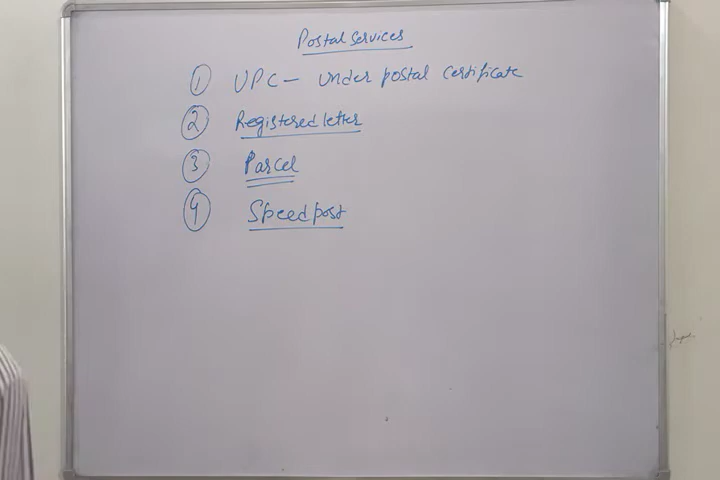 Postal services
① UPC – Under postal certificate
② Registered letter
③ Parcel
④ Speed post